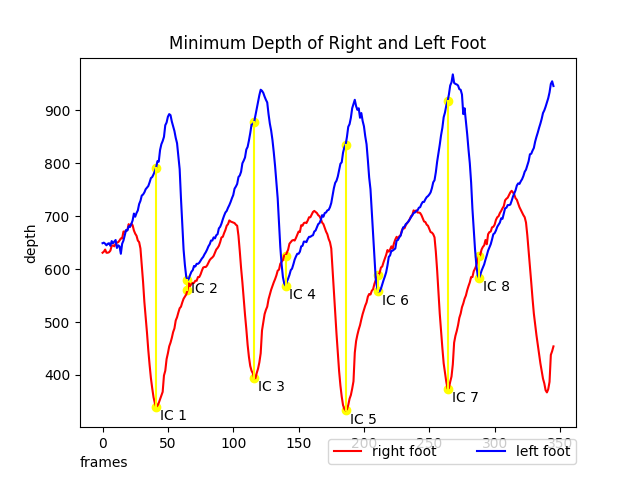 Minimum Depth of Right and Left Foot
900
800
700
600
500
400
depth
IC 1
IC 2
IC 3
IC 4
IC 5
IC 6
IC 7
IC 8
0 50 100 150 200 250 300 350
frames
right foot left foot